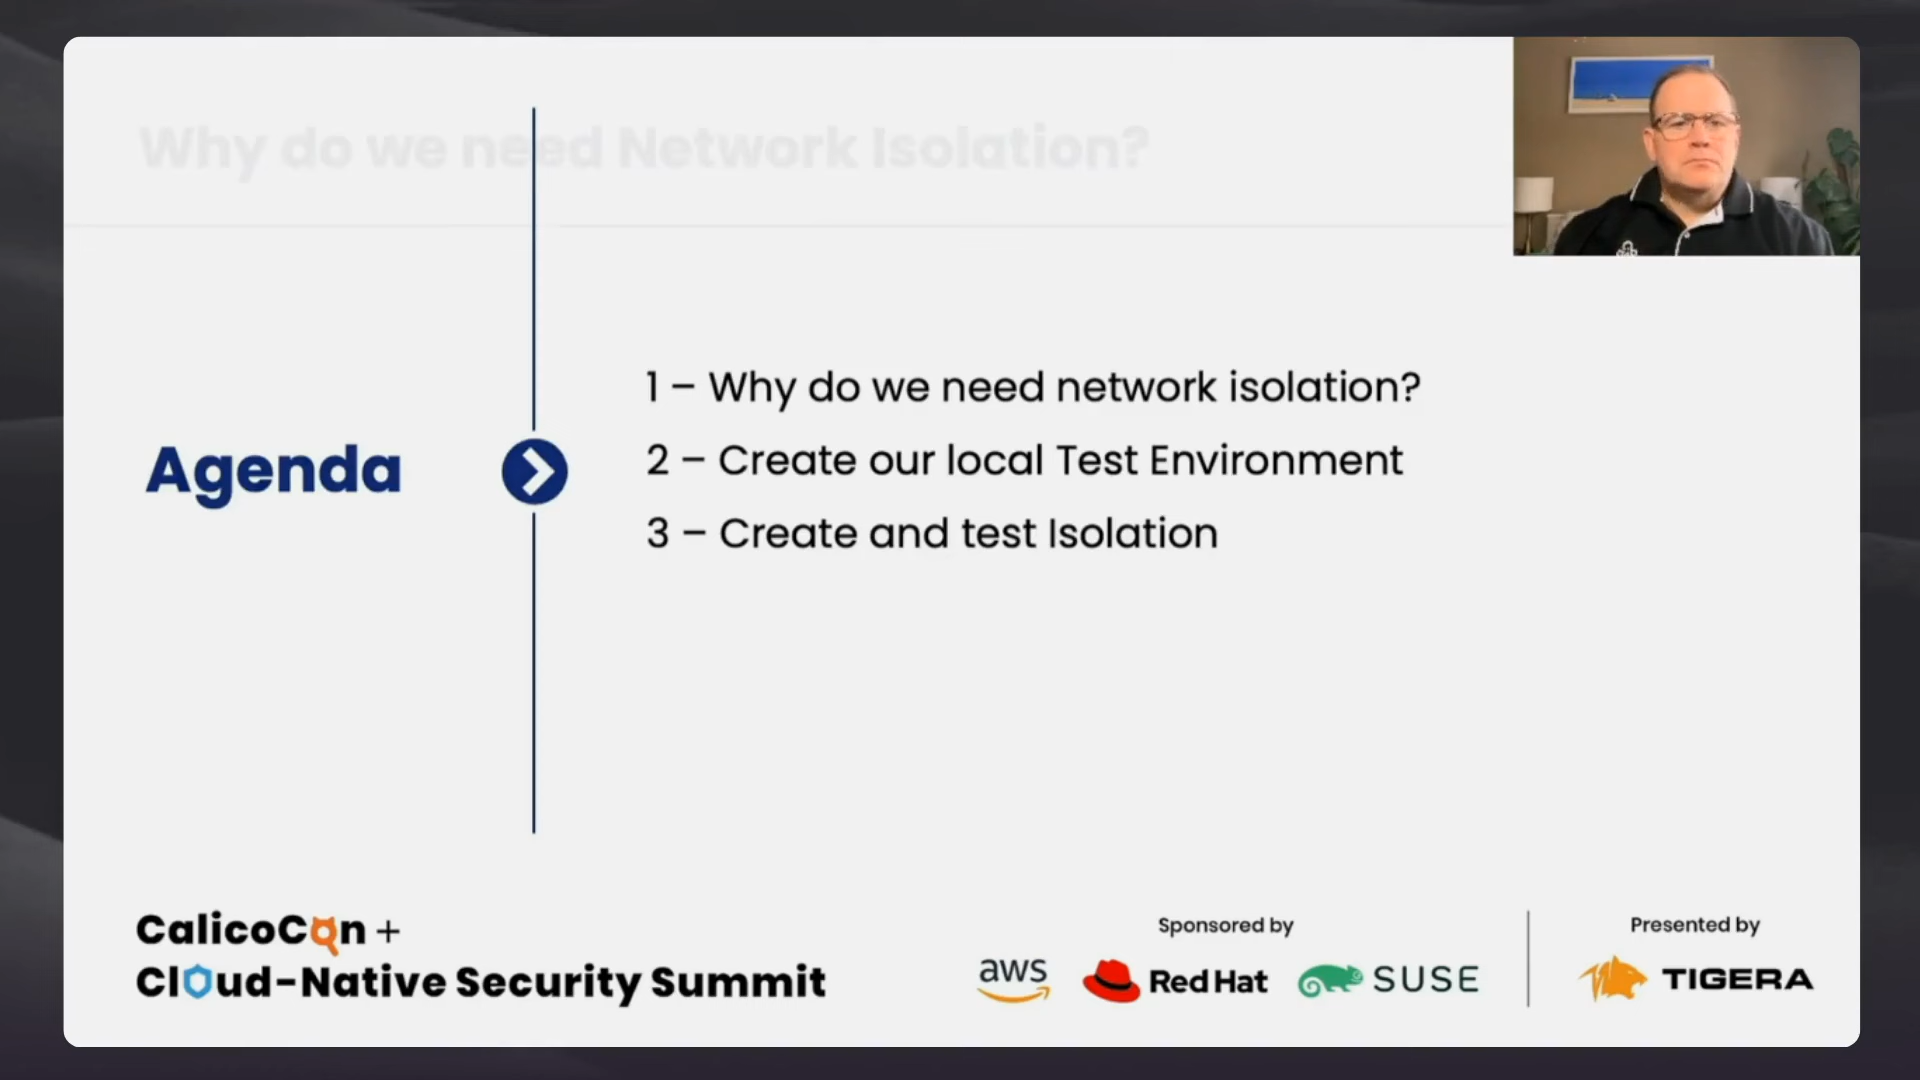 Why do we need Network Isolation?
Agenda
1 – Why do we need network isolation?
2 – Create our local Test Environment
3 – Create and test Isolation
CalicoCon +
Cloud-Native Security Summit
Sponsored by
aws
Red Hat
SUSE
Presented by
TIGERA